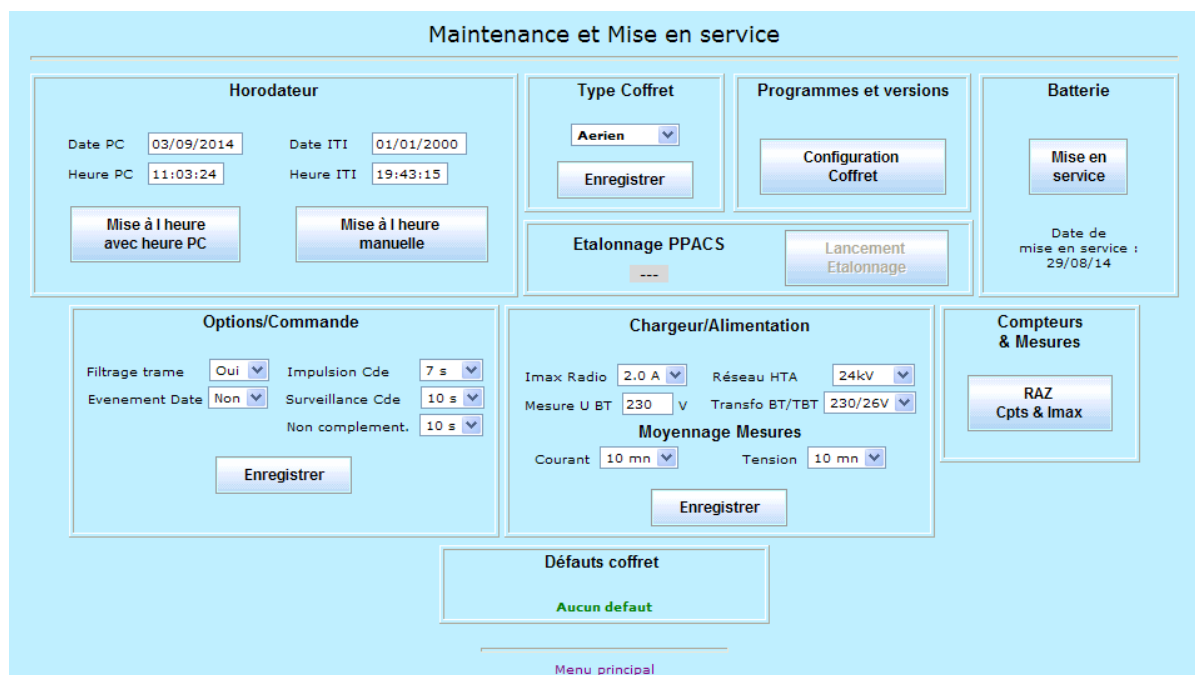 Maintenance et Mise en service
Horodateur
Date PC 03/09/2014 Date ITI 01/01/2000
Heure PC 11:03:24 Heure ITI 19:43:15
Mise à l heure
avec heure PC
Mise à l heure
manuelle
Type Coffret
Aerien
Enregistrer
Programmes et versions
Configuration
Coffret
Batterie
Mise en
service
Date de
mise en service :
29/08/14
Etalonnage PPACS
---
Lancement
Etalonnage
Options/Commande
Filtrage trame Oui Impulsion Cde 7 s
Evenement Date Non Surveillance Cde 10 s
Non complement. 10 s
Enregistrer
Chargeur/Alimentation
Imax Radio 2.0 A Réseau HTA 24kV
Mesure U BT 230 V Transfo BT/TBT 230/26V
Moyennage Mesures
Courant 10 mn Tension 10 mn
Enregistrer
Compteurs
& Mesures
RAZ
Cpts & Imax
Défauts coffret
Aucun defaut
Menu principal